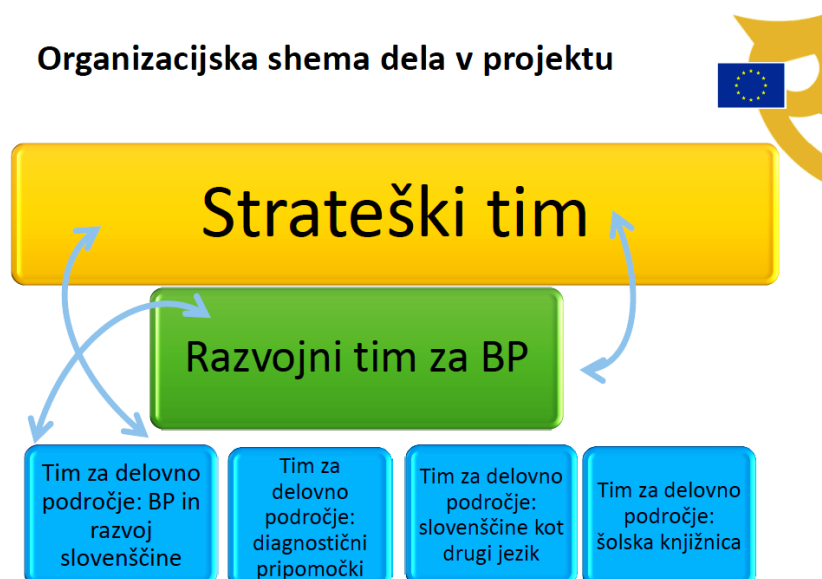 Organizacijska shema dela v projektu
Strateški tim
Razvojni tim za BP
Tim za delovno
področje: BP in
razvoj
slovenščine
Tim za
delovno
področje:
diagnostični
pripomočki
Tim za delovno
področje:
slovenščine kot
drugi jezik
Tim za delovno
področje:
šolska knjižnica